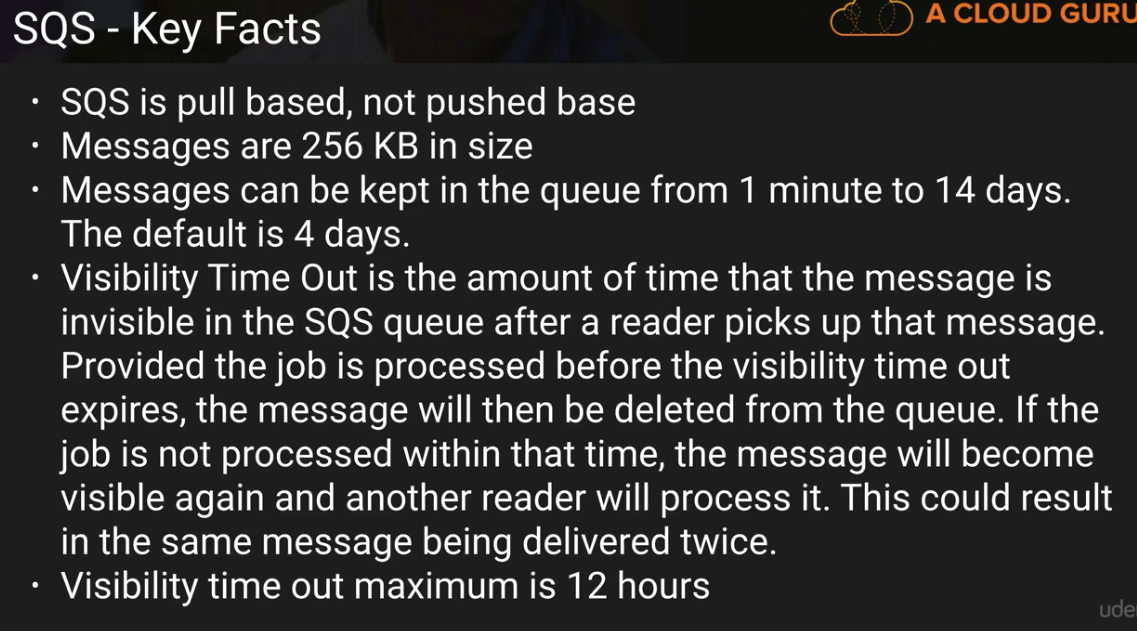 SQS - Key Facts
A CLOUD GURU
• SQS is pull based, not pushed base
• Messages are 256 KB in size
• Messages can be kept in the queue from 1 minute to 14 days.
The default is 4 days.
• Visibility Time Out is the amount of time that the message is
invisible in the SQS queue after a reader picks up that message.
Provided the job is processed before the visibility time out
expires, the message will then be deleted from the queue. If the
job is not processed within that time, the message will become
visible again and another reader will process it. This could result
in the same message being delivered twice.
• Visibility time out maximum is 12 hours
ude